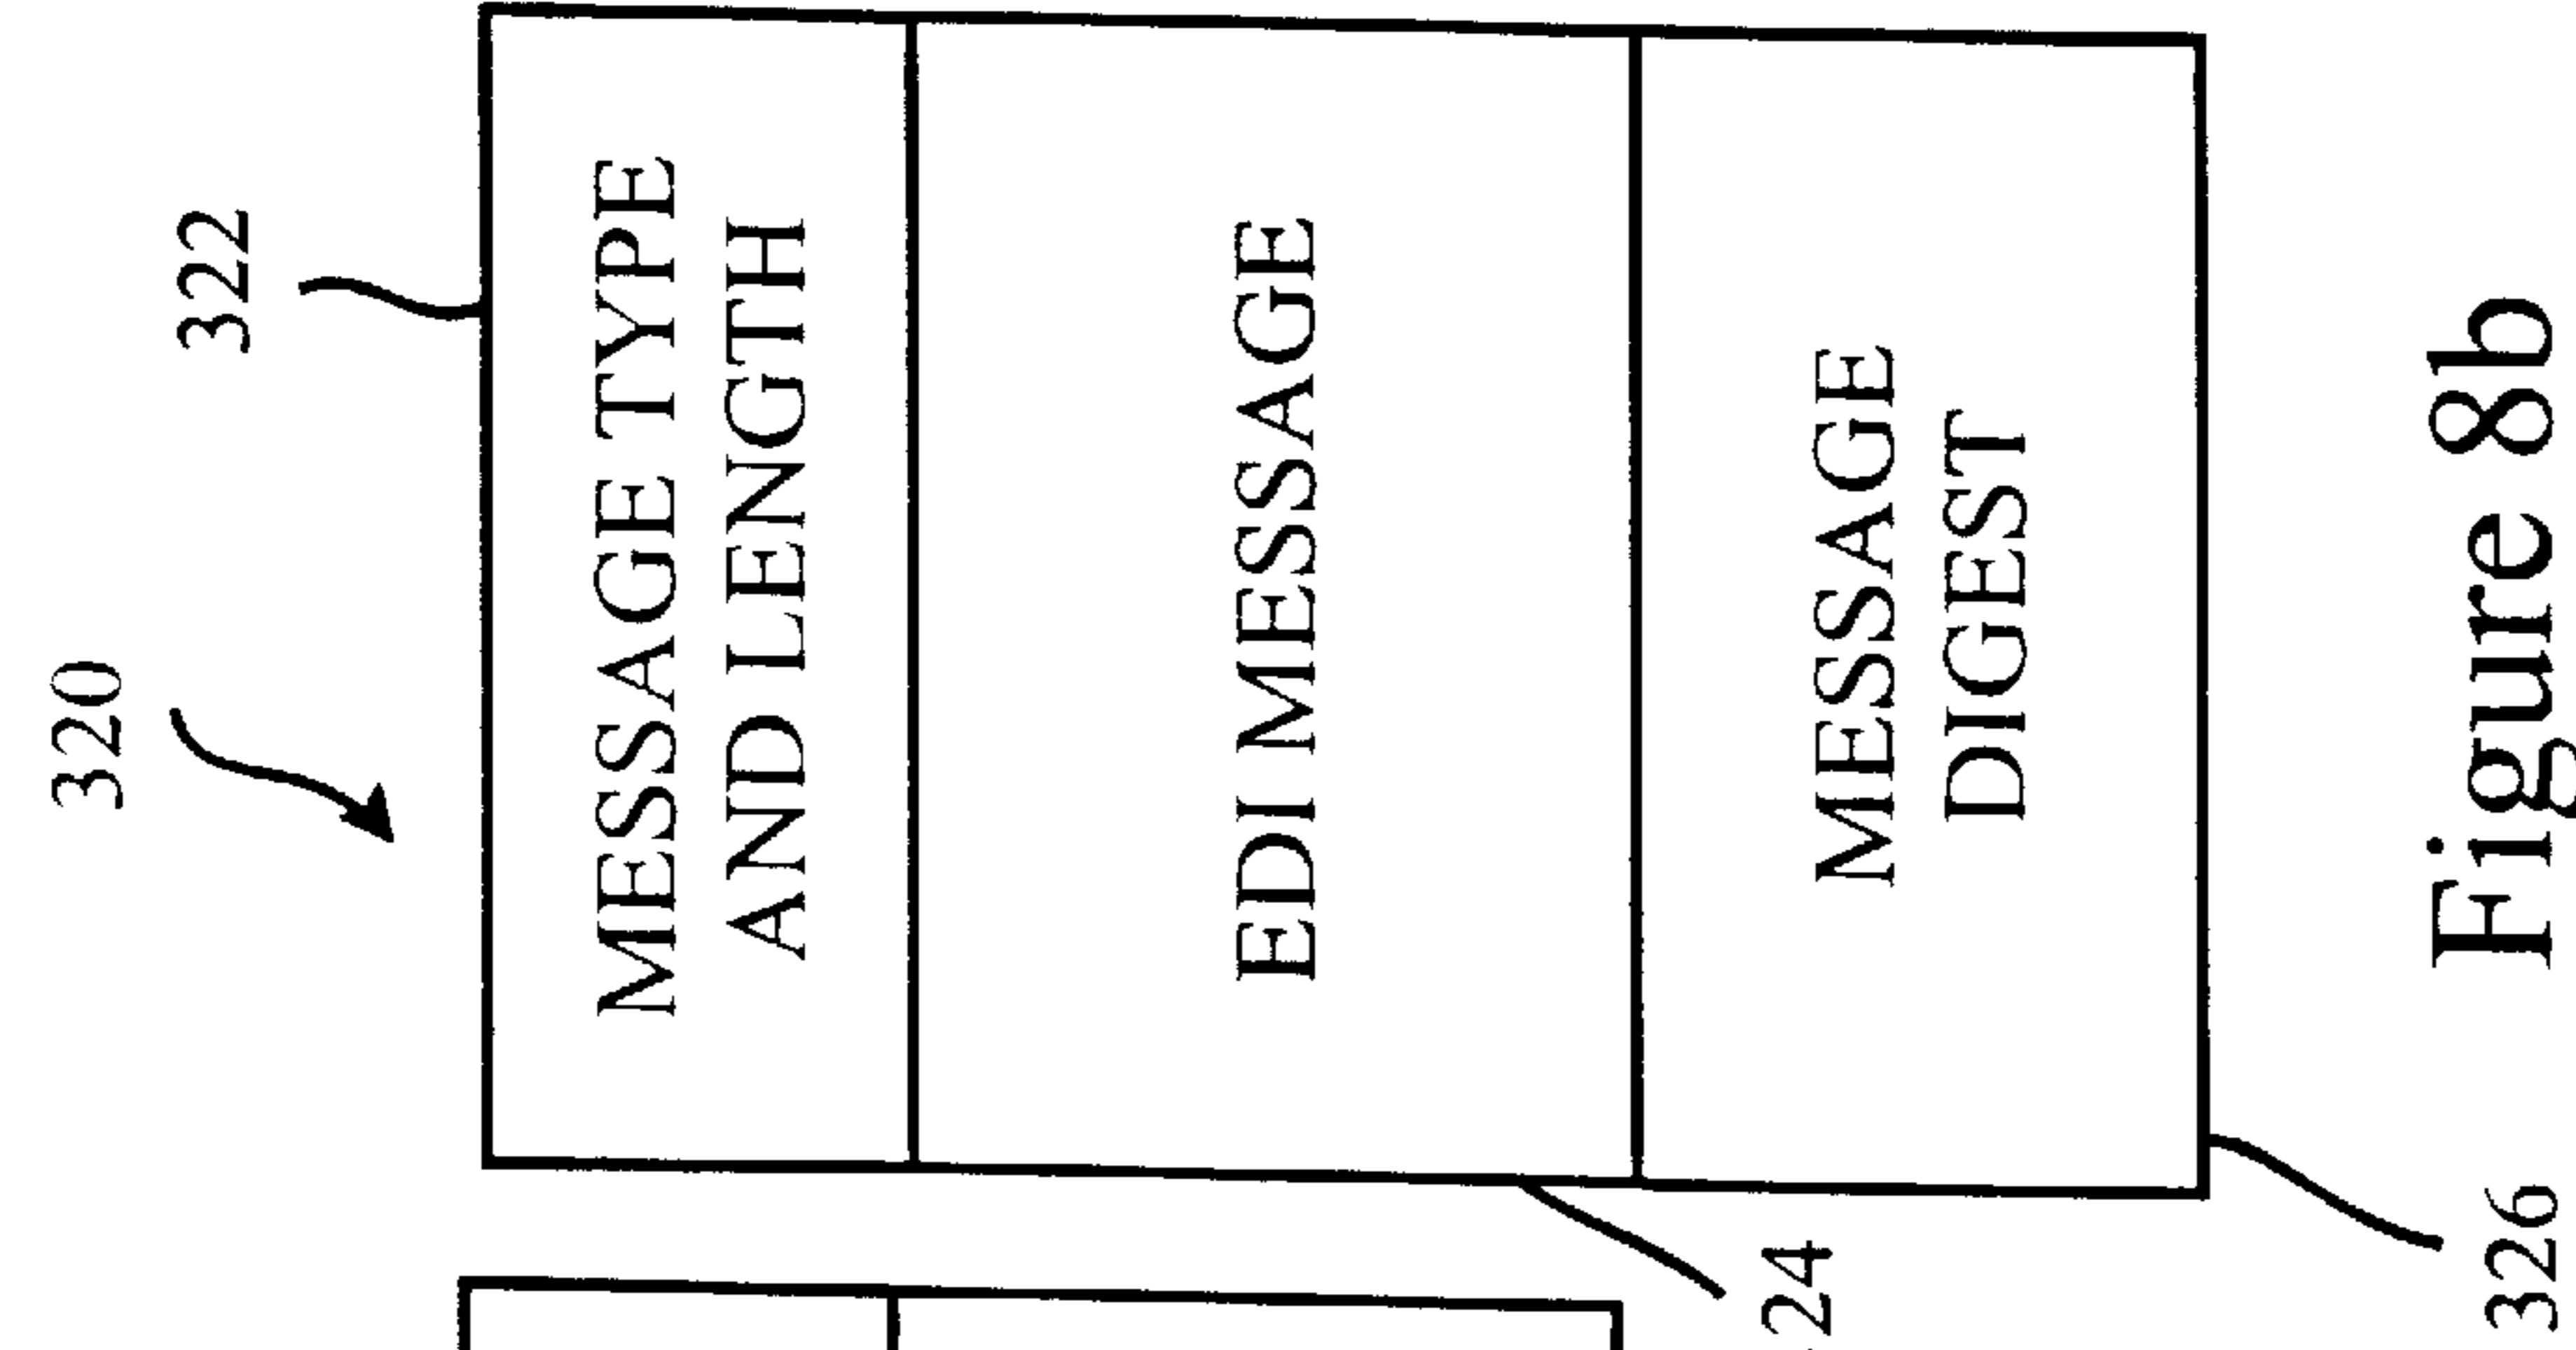 320
322
MESSAGE TYPE
AND LENGTH
EDI MESSAGE
MESSAGE
DIGEST
24
326
Figure 8b